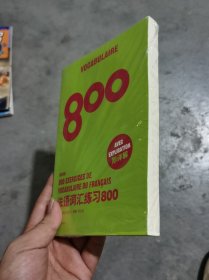 VOCABULAIRE
800
AVEC
EXPLICATION
附详解
800 EXERCICES DE
VOCABULAIRE DU FRANÇAIS
法语词汇练习800